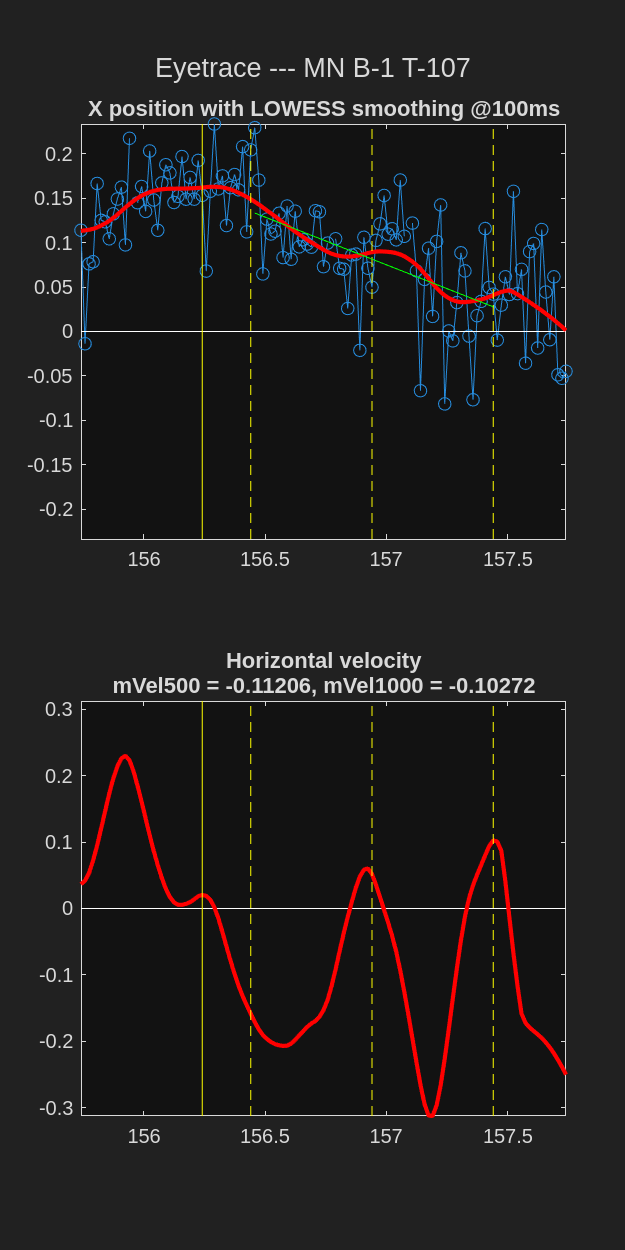 Eyetrace --- MN B-1 T-107
X position with LOWESS smoothing @100ms
0.2
0.15
0.1
0.05
0
-0.05
-0.1
-0.15
-0.2
156 156.5 157 157.5
Horizontal velocity
mVel500 = -0.11206, mVel1000 = -0.10272
0.3
0.2
0.1
0
-0.1
-0.2
-0.3
156 156.5 157 157.5